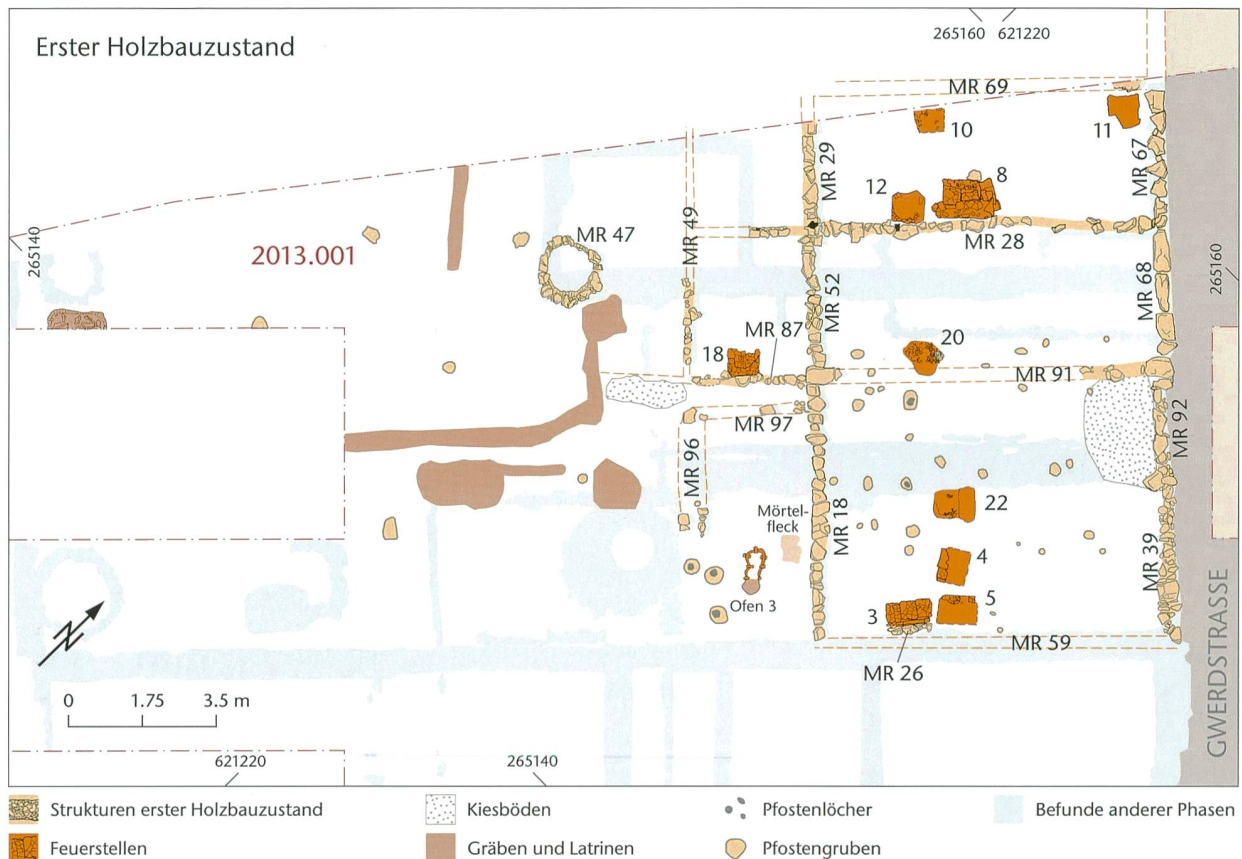 Erster Holzbauzustand
265160 621220
MR 69
10
11
MR 29
MR 67
12
8
MR 49
MR 47
MR 28
2013.001
265140
265160
MR 52
MR 68
MR 87
18
20
MR 91
MR 97
MR 92
MR 96
MR 18
22
Mörtel-
fleck
4
MR 39
Ofen 3
3
5
MR 59
MR 26
N
0 1.75 3.5 m
GWERDSTRASSE
621220
265140
Strukturen erster Holzbauzustand
Kiesböden
Pfostenlöcher
Befunde anderer Phasen
Feuerstellen
Gräben und Latrinen
Pfostengruben